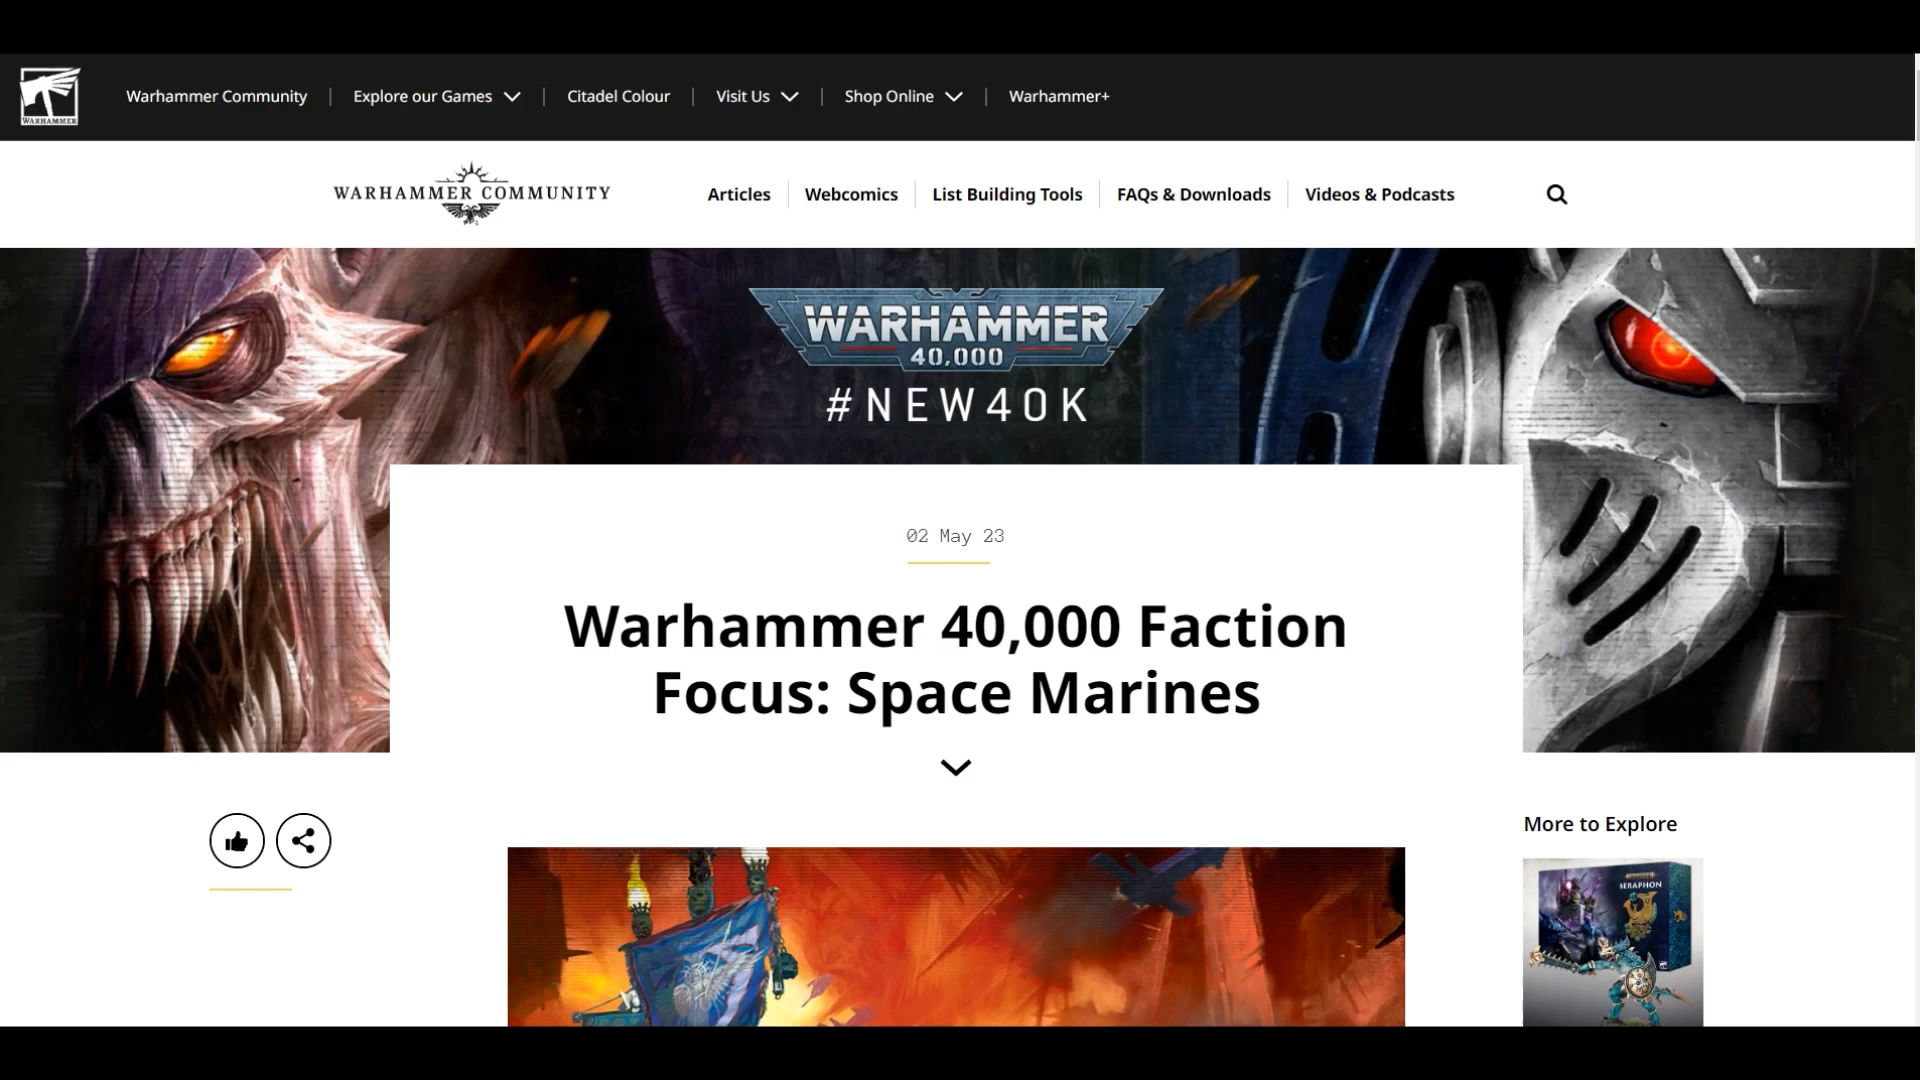 WARHAMMER
Warhammer Community
Explore our Games
Citadel Colour
Visit Us
Shop Online
Warhammer+
WARHAMMER COMMUNITY
Articles
Webcomics
List Building Tools
FAQs & Downloads
Videos & Podcasts
WARHAMMER
40,000
#NEW40K
02 May 23
Warhammer 40,000 Faction
Focus: Space Marines
More to Explore
SERAPHON